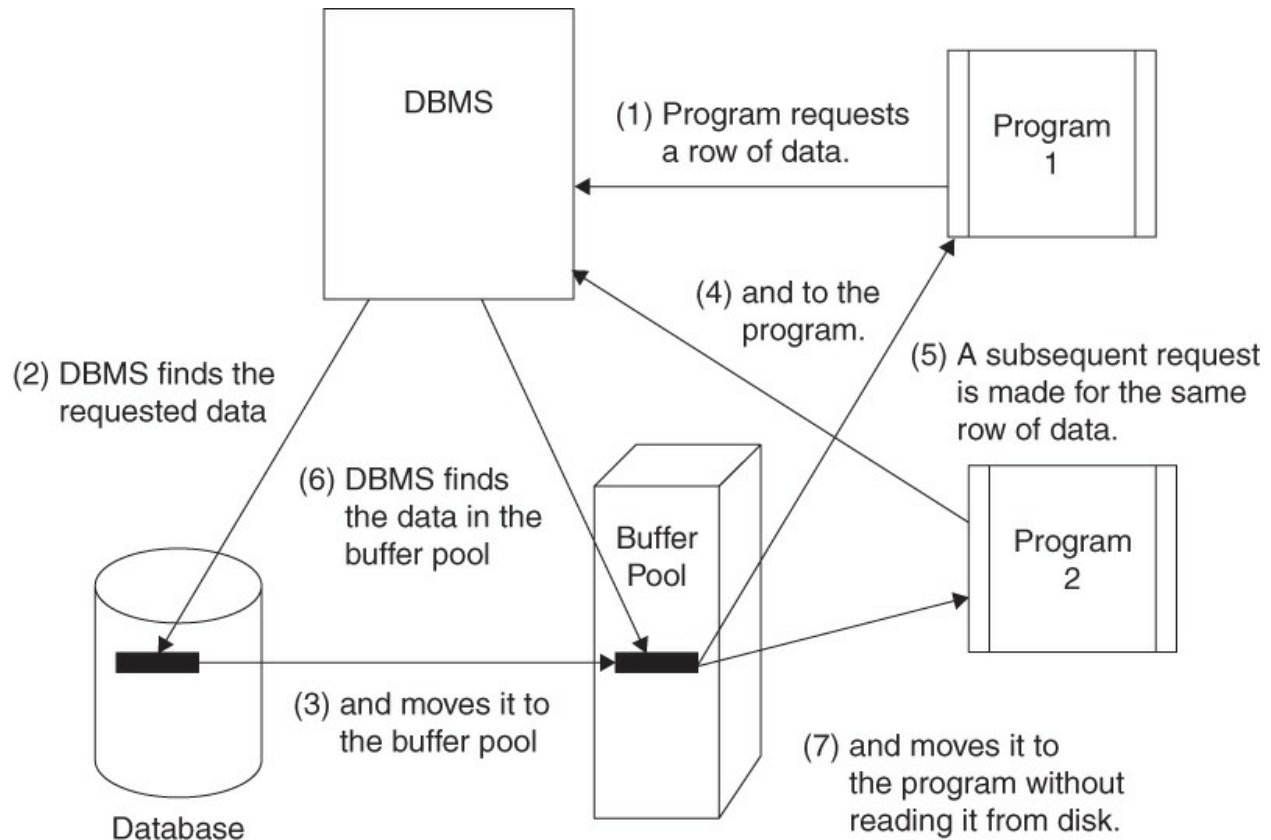 DBMS
(1) Program requests
a row of data.
Program
1
(4) and to the
program.
(2) DBMS finds the
requested data
(5) A subsequent request
is made for the same
row of data.
(6) DBMS finds
the data in the
buffer pool
Buffer
Pool
Program
2
(3) and moves it to
the buffer pool
(7) and moves it to
the program without
reading it from disk.
Database